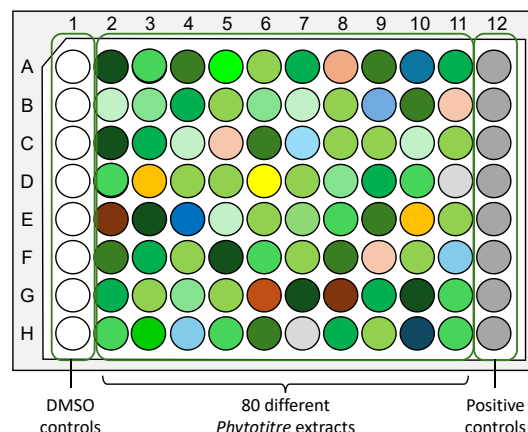 1 2 3 4 5 6 7 8 9 10 11 12
A
B
C
D
E
F
G
H
DMSO
controls
80 different
Phytotitre extracts
Positive
controls